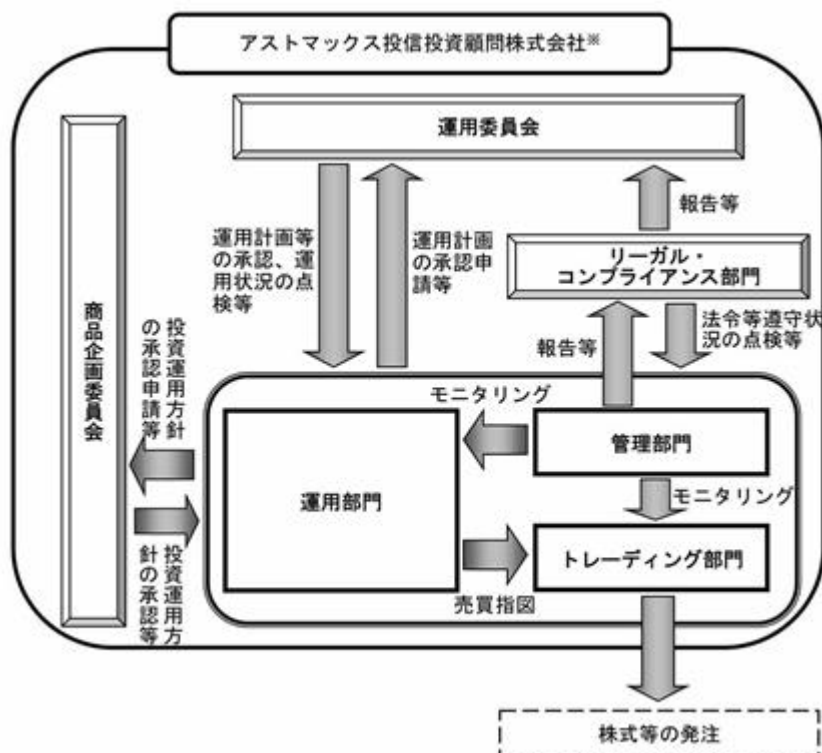 アストマックス投信投資顧問株式会社※
運用委員会
報告等
運用計画等
の承認、運
用状況の点
検等
運用計画
の承認申
請等
リーガル・
コンプライアンス部門
商品企画委員会
投資運用方針
の承認申請等
報告等
法令等遵守状
況の点検等
モニタリング
管理部門
運用部門
モニタリング
トレーディング部門
投資運用方
針の承認等
売買指図
株式等の発注